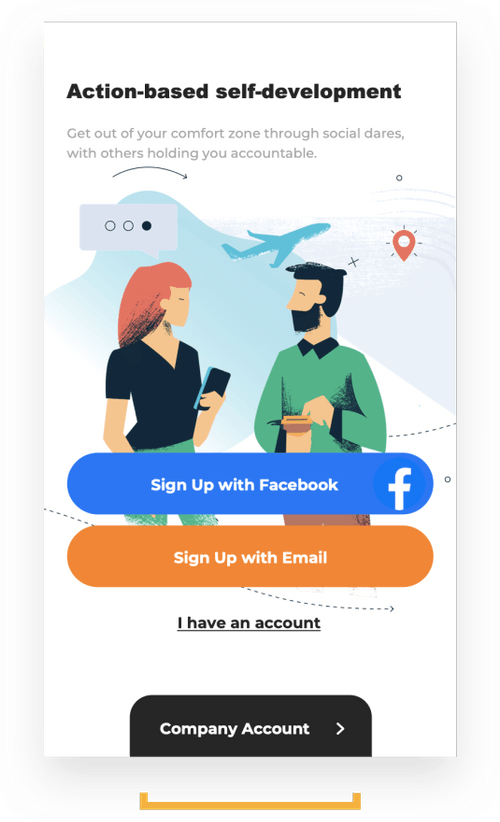 Action-based self-development
Get out of your comfort zone through social dares,
with others holding you accountable.
Sign Up with Facebook
Sign Up with Email
I have an account
Company Account